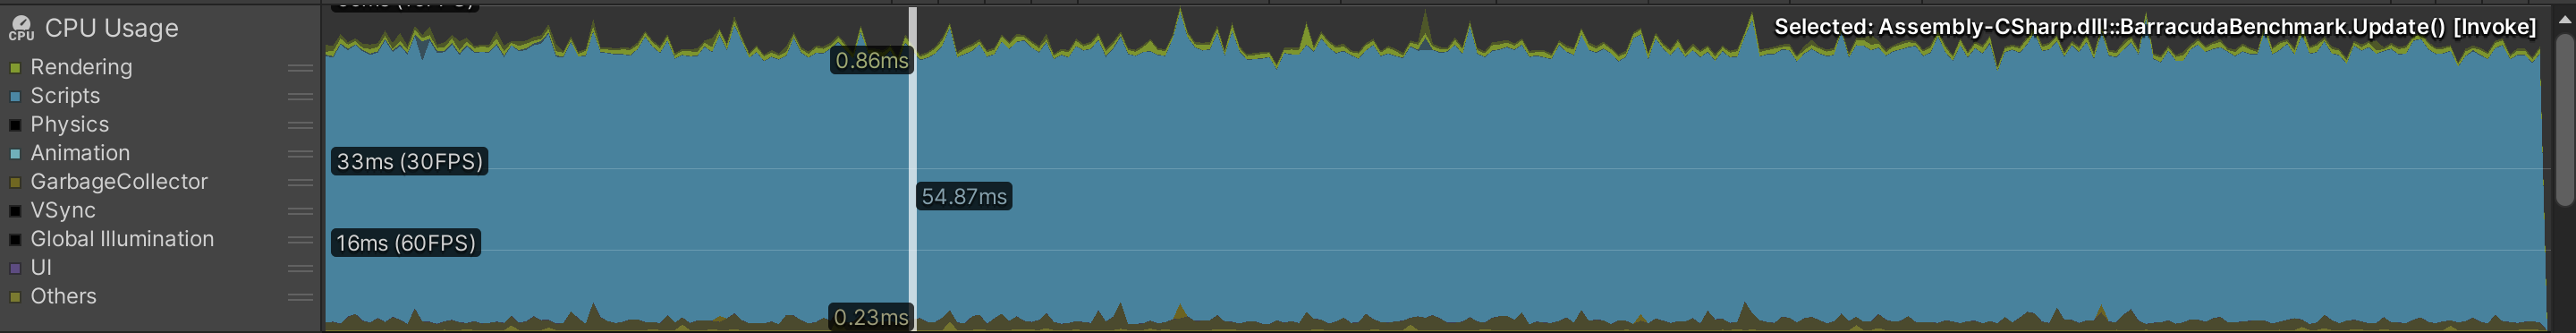 CPU Usage
CPU
Rendering
Scripts
Physics
Animation
GarbageCollector
VSync
Global Illumination
UI
Others
Selected: Assembly-CSharp.dll!::BarracudaBenchmark.Update() [Invoke]
0.86ms
33ms (30FPS)
54.87ms
16ms (60FPS)
0.23ms